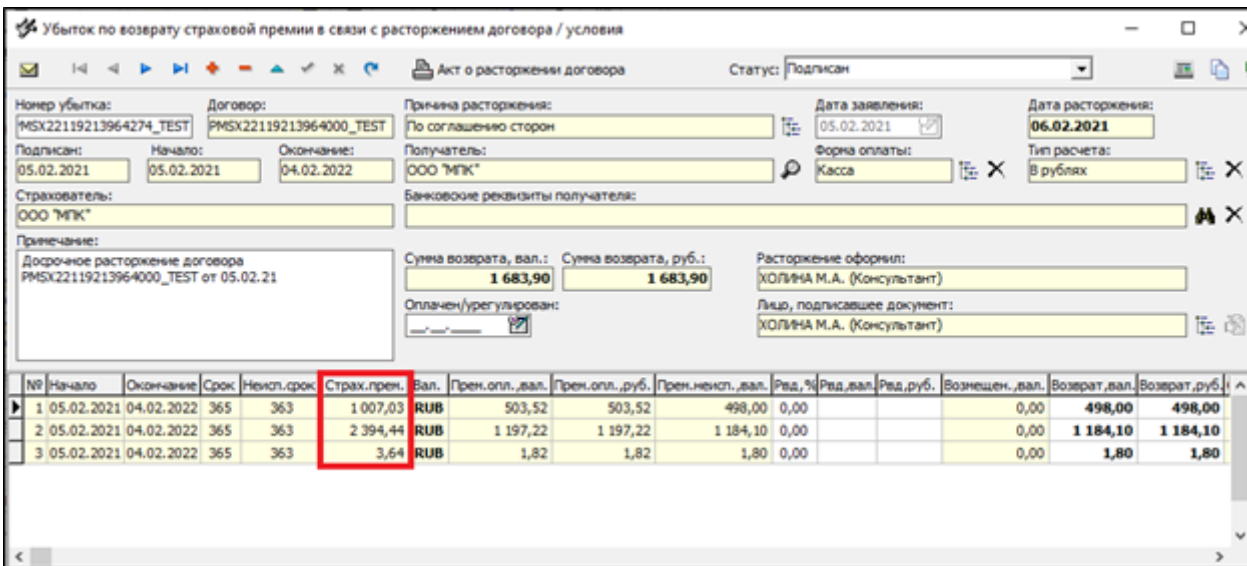 Убыток по возврату страховой премии в связи с расторжением договора / условия
Акт о расторжении договора Статус: Подписан
Номер убытка: Договор: Причина расторжения: Дата заявления: Дата расторжения:
MSX22119213964274_TEST PMSX22119213964000_TEST По соглашению сторон 05.02.2021 06.02.2021
Подписан: Начало: Окончание: Получатель: Форма оплаты: Тип расчета:
05.02.2021 05.02.2021 04.02.2022 ООО "МПК" Касса В рублях
Страхователь: Банковские реквизиты получателя:
ООО "МПК"
Примечание:
Досрочное расторжение договора Сумма возврата, вал.: Сумма возврата, руб.: Расторжение оформил:
PMSX22119213964000_TEST от 05.02.21 1 683,90 1 683,90 ХОЛИНА М.А. (Консультант)
Оплачен/урегулирован: Лицо, подписавшее документ:
__.__.____ ХОЛИНА М.А. (Консультант)
№ Начало Окончание Срок Неисп.срок Страх.прем. Вал. Прем.опл.,вал. Прем.опл.,руб. Прем.неисп.,вал. Рвд,% Рвд,вал. Рвд,руб. Возмещен.,вал. Возврат,вал. Возврат,руб.
1 05.02.2021 04.02.2022 365 363 1 007,03 RUB 503,52 503,52 498,00 0,00 0,00 498,00 498,00
2 05.02.2021 04.02.2022 365 363 2 394,44 RUB 1 197,22 1 197,22 1 184,10 0,00 0,00 1 184,10 1 184,10
3 05.02.2021 04.02.2022 365 363 3,64 RUB 1,82 1,82 1,80 0,00 0,00 1,80 1,80